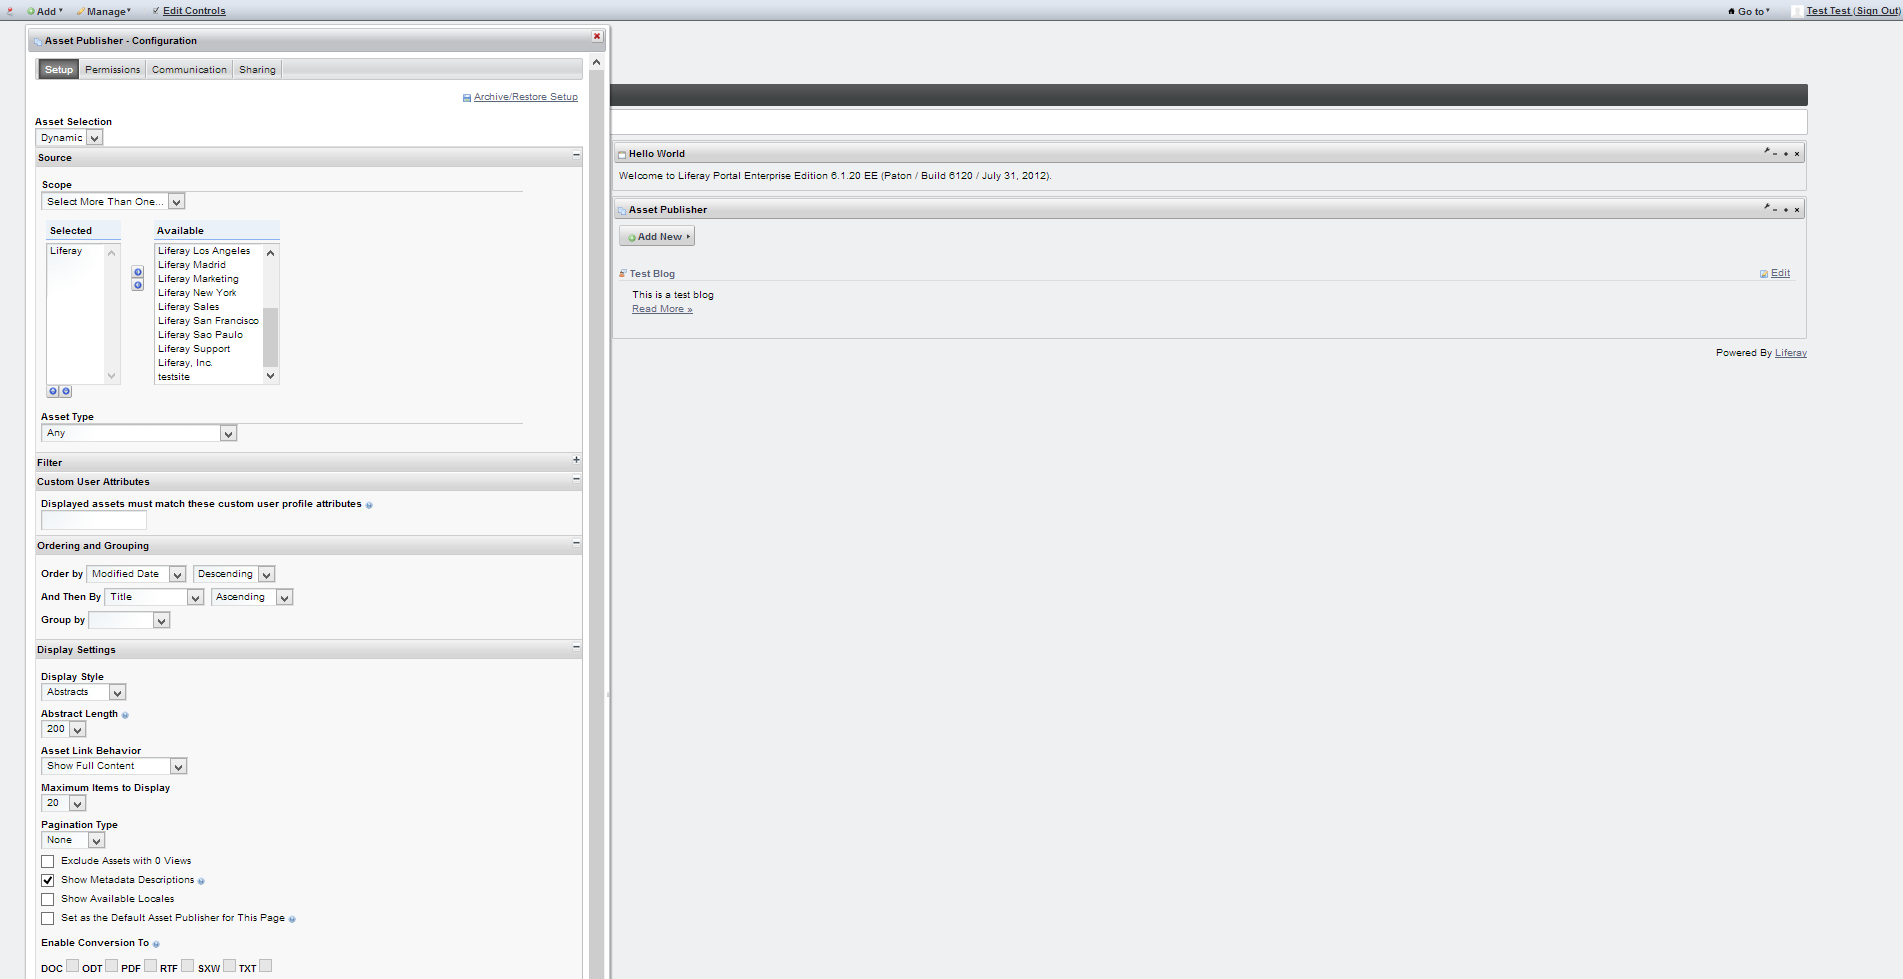 Add Manage Edit Controls Go to Test Test (Sign Out)
Asset Publisher - Configuration
Setup Permissions Communication Sharing
Archive/Restore Setup
Asset Selection
Dynamic
Source
Scope
Select More Than One...
Selected Available
Liferay
Liferay Los Angeles
Liferay Madrid
Liferay Marketing
Liferay New York
Liferay Sales
Liferay San Francisco
Liferay Sao Paulo
Liferay Support
Liferay, Inc.
testsite
Asset Type
Any
Filter
Custom User Attributes
Displayed assets must match these custom user profile attributes
Ordering and Grouping
Order by Modified Date Descending
And Then By Title Ascending
Group by
Display Settings
Display Style
Abstracts
Abstract Length
200
Asset Link Behavior
Show Full Content
Maximum Items to Display
20
Pagination Type
None
Exclude Assets with 0 Views
Show Metadata Descriptions
Show Available Locales
Set as the Default Asset Publisher for This Page
Enable Conversion To
DOC ODT PDF RTF SXW TXT
Hello World
Welcome to Liferay Portal Enterprise Edition 6.1.20 EE (Paton / Build 6120 / July 31, 2012).
Asset Publisher
Add New
Test Blog Edit
This is a test blog
Read More »
Powered By Liferay